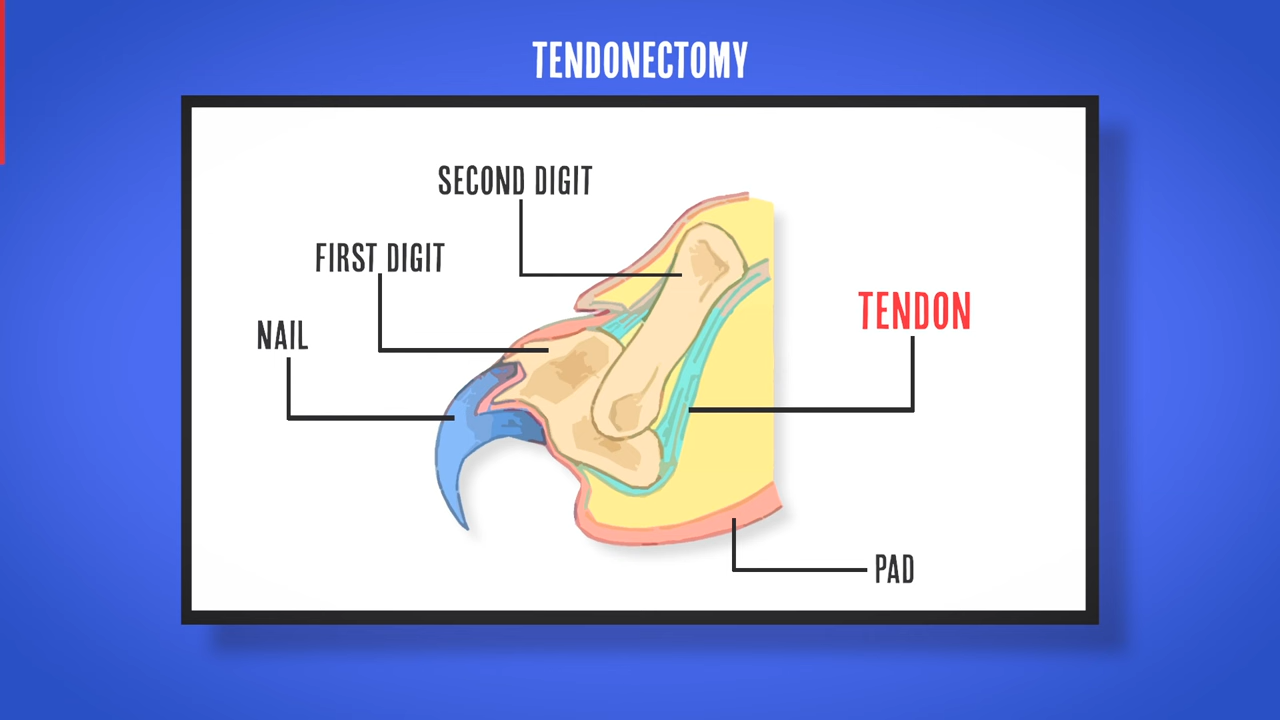 TENDONECTOMY
SECOND DIGIT
FIRST DIGIT
NAIL
TENDON
PAD